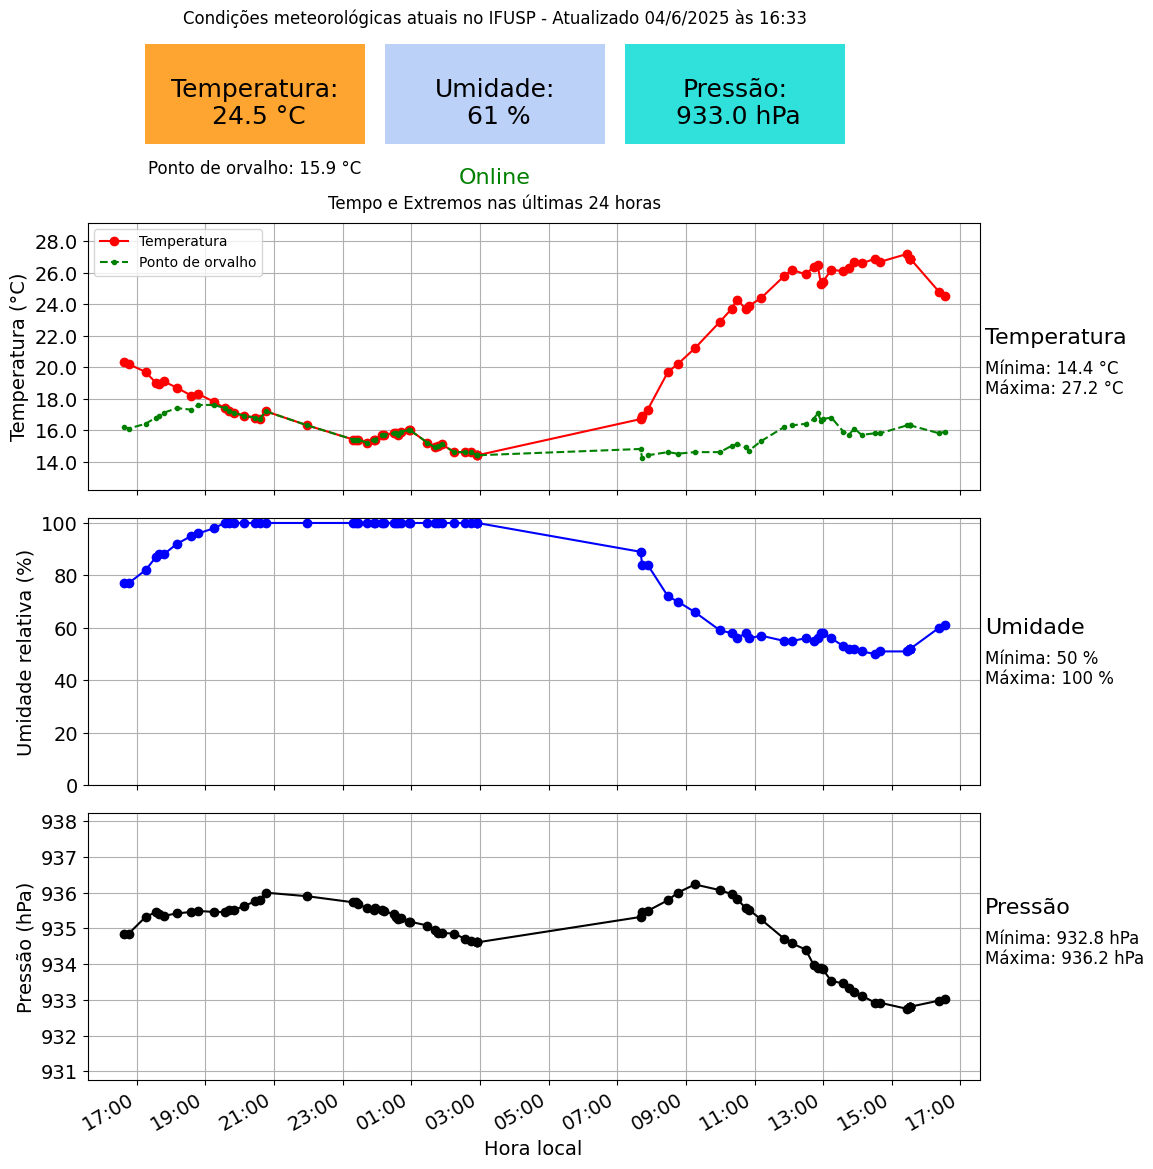 Condições meteorológicas atuais no IFUSP - Atualizado 04/6/2025 às 16:33
Temperatura:
24.5 °C
Umidade:
61 %
Pressão:
933.0 hPa
Ponto de orvalho: 15.9 °C
Online
Tempo e Extremos nas últimas 24 horas
Temperatura (°C)
28.0
26.0
24.0
22.0
20.0
18.0
16.0
14.0
Temperatura
Ponto de orvalho
Temperatura
Mínima: 14.4 °C
Máxima: 27.2 °C
Umidade relativa (%)
100
80
60
40
20
0
Umidade
Mínima: 50 %
Máxima: 100 %
Pressão (hPa)
938
937
936
935
934
933
932
931
Pressão
Mínima: 932.8 hPa
Máxima: 936.2 hPa
17:00
19:00
21:00
23:00
01:00
03:00
05:00
07:00
09:00
11:00
13:00
15:00
17:00
Hora local